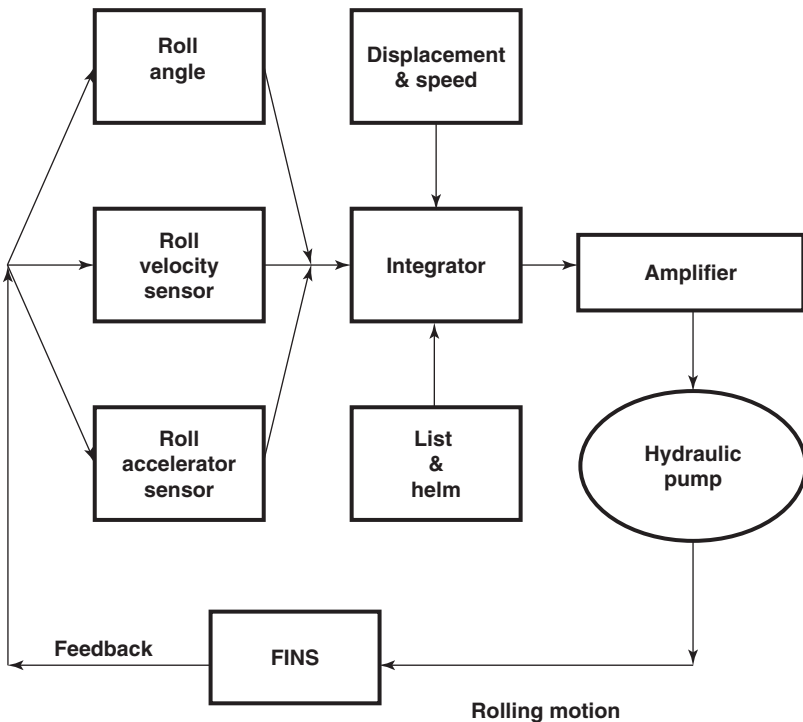 Roll
angle
Displacement
& speed
Roll
velocity
sensor
Integrator
Amplifier
Roll
accelerator
sensor
List
&
helm
Hydraulic
pump
Feedback
FINS
Rolling motion